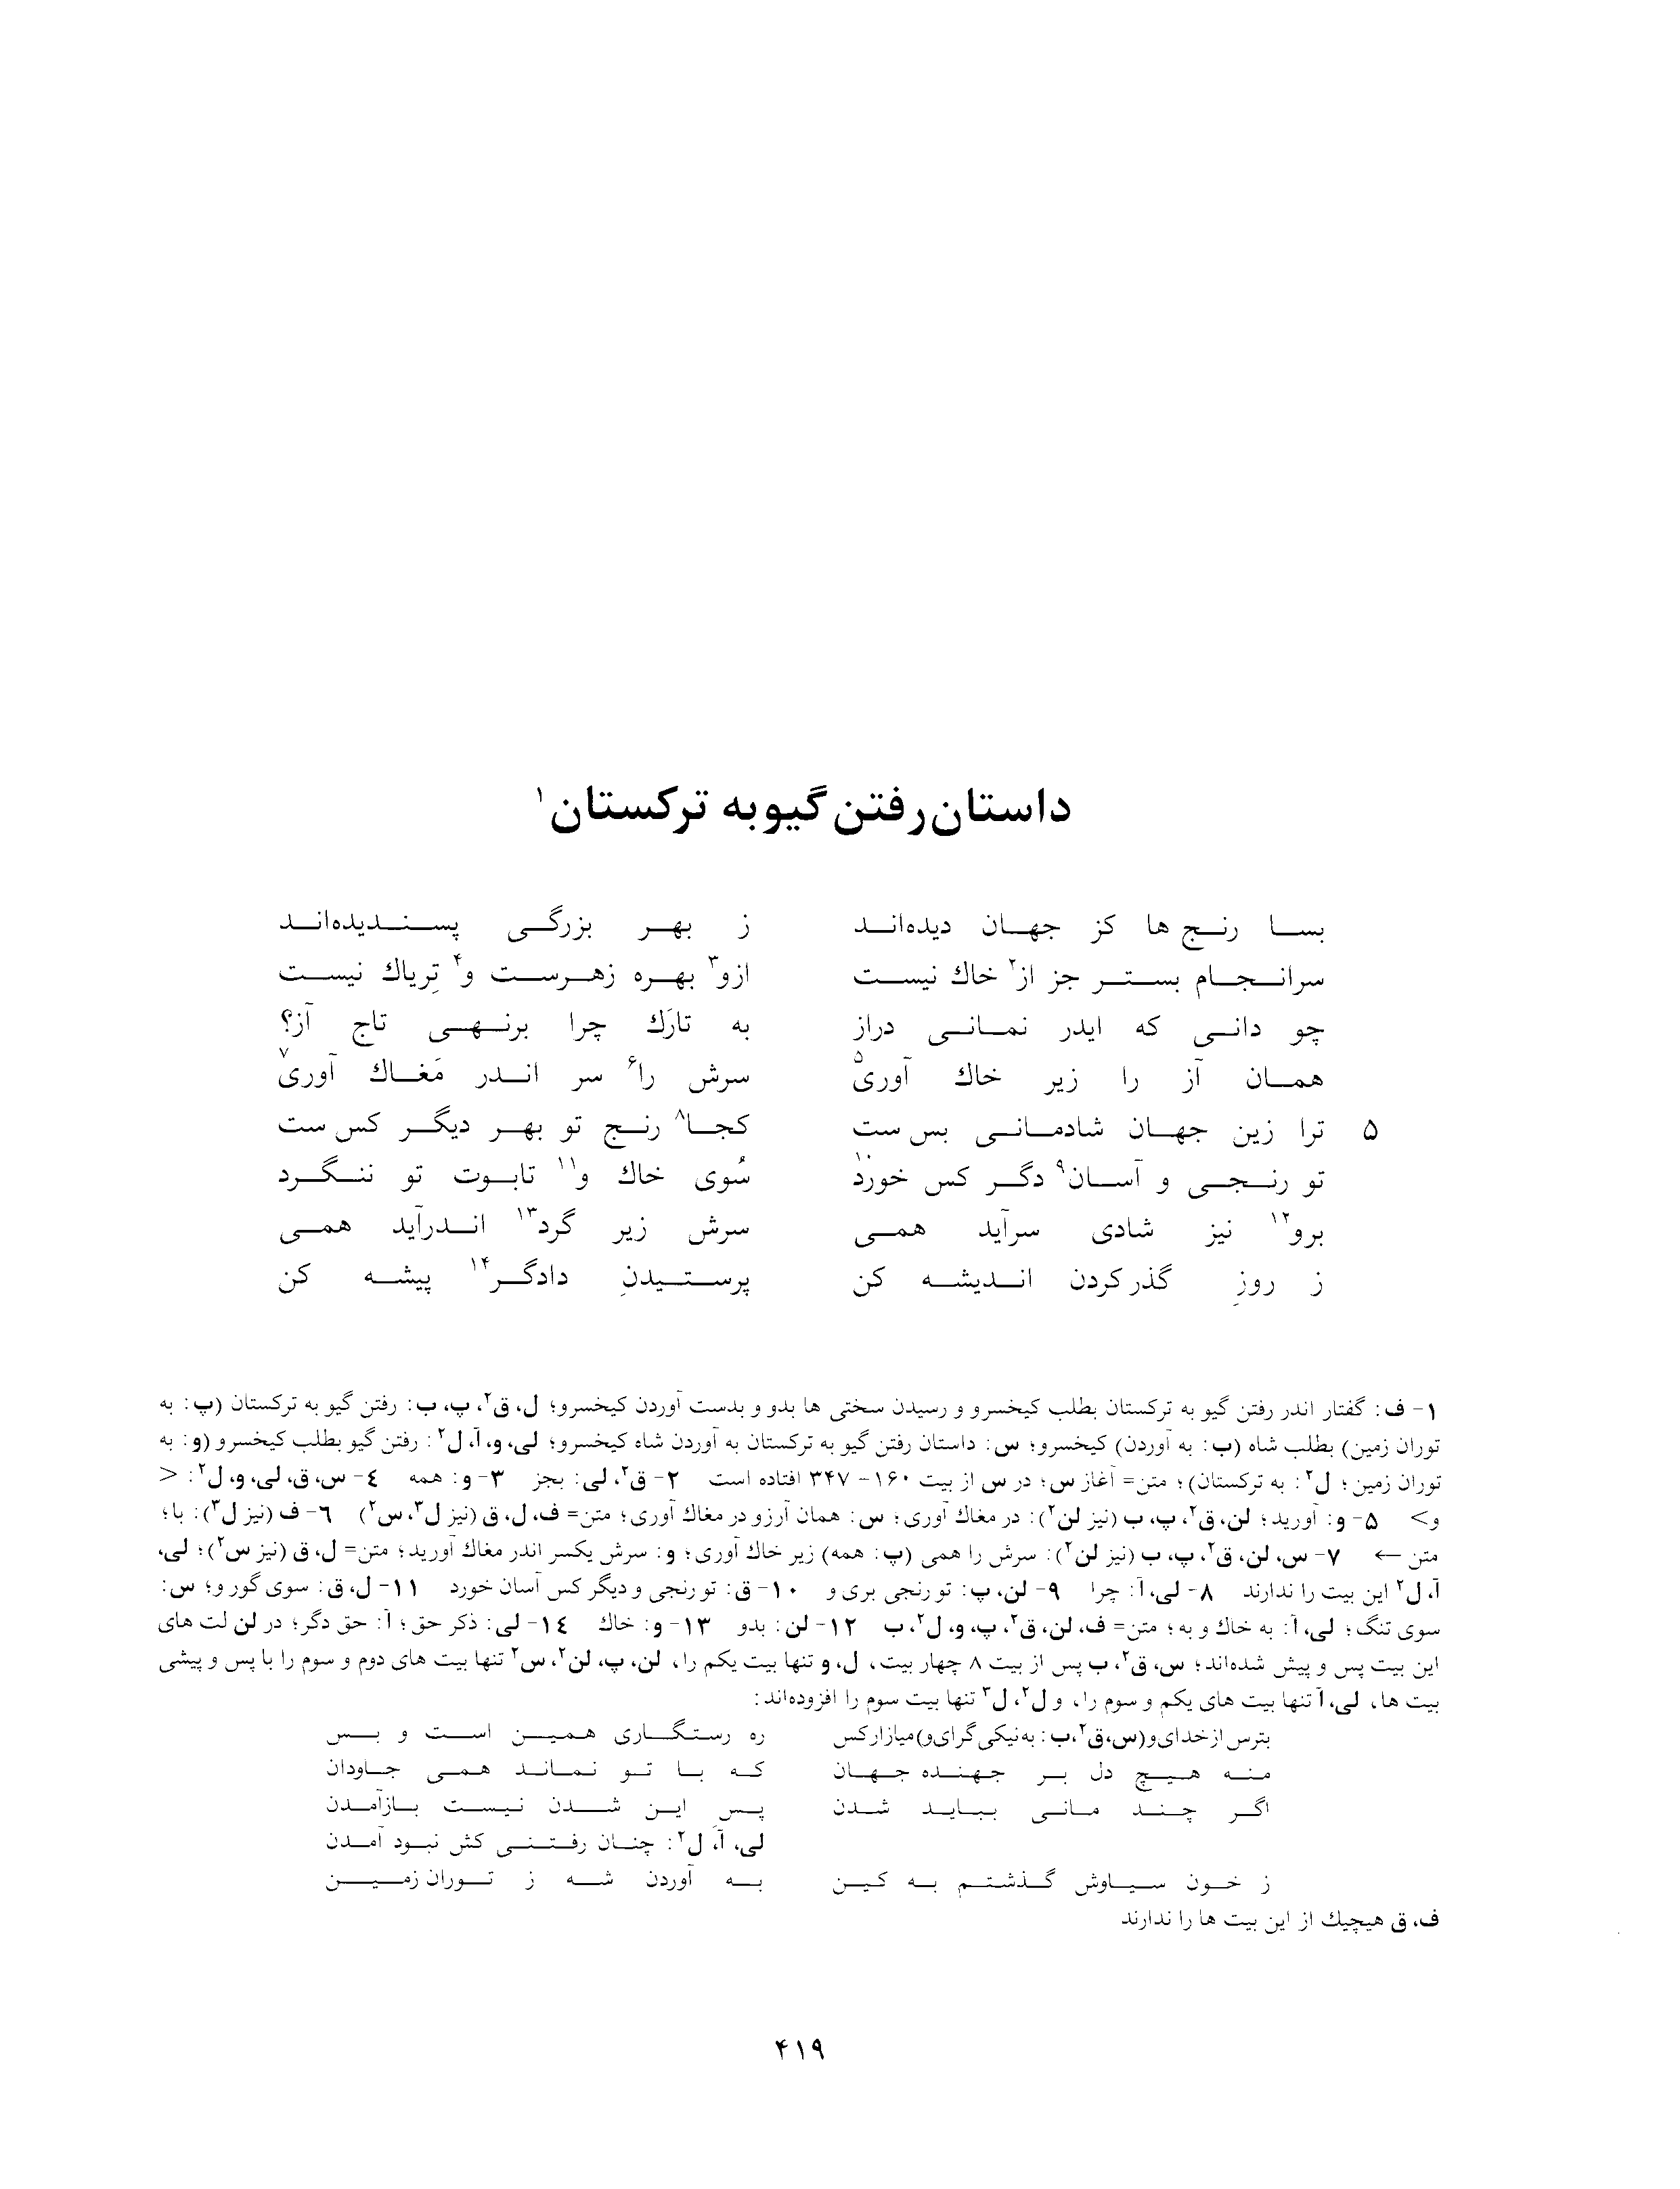 داستان رفتن گیو به ترکستان۱
بسا رنج ها کز جهان دیده‌اند ز بهر بزرگی پسندیده‌اند
سرانجام بستر جز از۲ خاك نیست ازو۳ بهره زهرست و۴ تِریاك نیست
چو دانی که ایدر نمانی دراز به تارَك چرا برنهی تاج آز؟
همان آز را زیر خاك آوری۵ سرش را۶ سر اندر مَغاك آوری۷
۵ ترا زین جهان شادمانی بس ست کجا۸ رنج تو بهر دیگر کس ست
تو رنجی و آسان۹ دگر کس خورد۱۰ سُوی خاك و۱۱ تابوت تو ننگرد
برو۱۲ نیز شادی سرآید همی سرش زیر گرد۱۳ اندرآید همی
ز روزِ گذر کردن اندیشه کن پرستیدنِ دادگر۱۴ پیشه کن
۱- ف: گفتار اندر رفتن گیو به ترکستان بطلب کیخسرو و رسیدن سختی ها بدو و بدست آوردن کیخسرو؛ ل، ق۲، پ، ب: رفتن گیو به ترکستان (پ: به
توران زمین) بطلب شاه (ب: به آوردن) کیخسرو؛ س: داستان رفتن گیو به ترکستان به آوردن شاه کیخسرو؛ لی، و، آ، ل۲: رفتن گیو بطلب کیخسرو (و: به
توران زمین؛ ل۲: به ترکستان)؛ متن= آغاز س؛ در س از بیت ۱۶۰- ۳۴۷ افتاده است ۲- ق۲، لی: بجز ۳- و: همه ۴- س، ق، لی، و، ل۲: <
و> ۵- و: آورید؛ لن، ق۲، پ، ب (نیز لن۲): در مغاك آوری؛ س: همان آرزو در مغاك آوری؛ متن= ف، ل، ق (نیز ل۳، س۲) ۶- ف (نیز ل۳): با؛
متن ← ۷- س، لن، ق۲، پ، ب (نیز لن۲): سرش را همی (پ: همه) زیر خاك آوری؛ و: سرش یکسر اندر مغاك آورید؛ متن= ل، ق (نیز س۲)؛ لی،
آ، ل۲ این بیت را ندارند ۸- لی، آ: چرا ۹- لن، پ: تو رنجی بری و ۱۰- ق: تو رنجی و دیگر کس آسان خورد ۱۱- ل، ق: سوی گور و؛ س:
سوی تنگ؛ لی، آ: به خاك و به؛ متن= ف، لن، ق۲، پ، و، ل۲، ب ۱۲- لن: بدو ۱۳- و: خاك ۱۴- لی: ذکر حق؛ آ: حق دگر؛ در لن لت های
این بیت پس و پیش شده‌اند؛ س، ق۲، ب پس از بیت ۸ چهار بیت، ل، و تنها بیت یکم را، لن، پ، لن۲، س۲ تنها بیت های دوم و سوم را با پس و پیشی
بیت ها، لی، آ تنها بیت های یکم و سوم را، و ل۲، ل۳ تنها بیت سوم را افزوده‌اند:
بترس از خدای و (س، ق۲، ب: به نیکی گرای و) میازار کس ره رستگاری همین است و بس
منه هیچ دل بر جهنده جهان که با تو نماند همی جاودان
اگر چند مانی بباید شدن پسِ این شدن نیست بازآمدن
لی، آ، ل۲: چنان رفتنی کش نبود آمدن
ز خون سیاوش گذشتم به کین به آوردن شه ز توران زمین
ف، ق هیچیك از این بیت ها را ندارند
۴۱۹